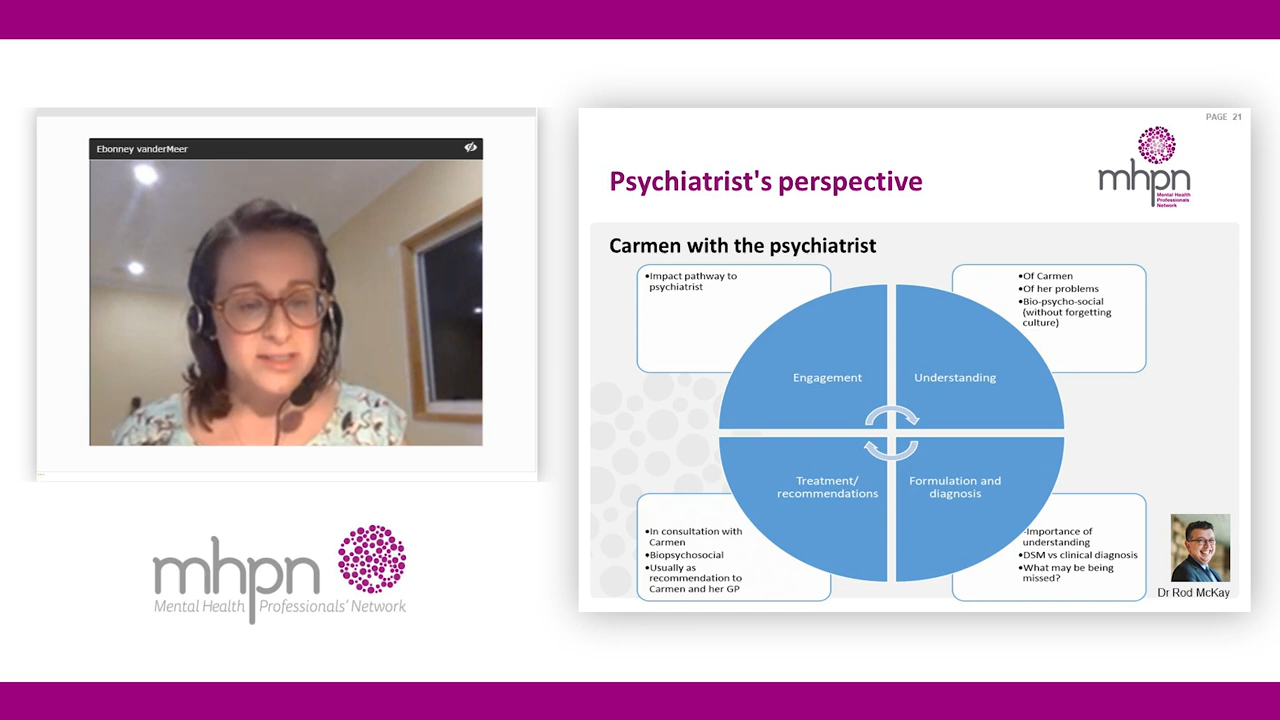 Ebonney vanderMeer
mhpn
Mental Health Professionals' Network
PAGE 21
mhpn
Mental Health
Professionals
Network
Psychiatrist's perspective
Carmen with the psychiatrist
•Impact pathway to
psychiatrist
•Of Carmen
•Of her problems
•Bio-psycho-social
(without forgetting
culture)
Engagement
Understanding
Treatment/
recommendations
Formulation and
diagnosis
•In consultation with
Carmen
•Biopsychosocial
•Usually as
recommendation to
Carmen and her GP
•Importance of
understanding
•DSM vs clinical diagnosis
•What may be being
missed?
Dr Rod McKay